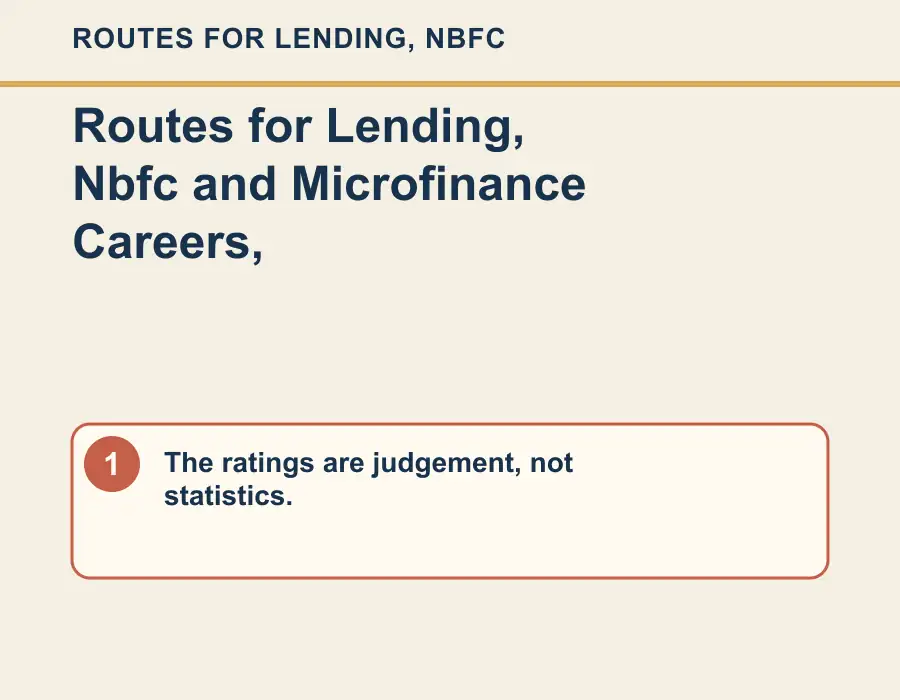 ROUTES FOR LENDING, NBFC
Routes for Lending,
Nbfc and Microfinance
Careers,
1
The ratings are judgement, not
statistics.